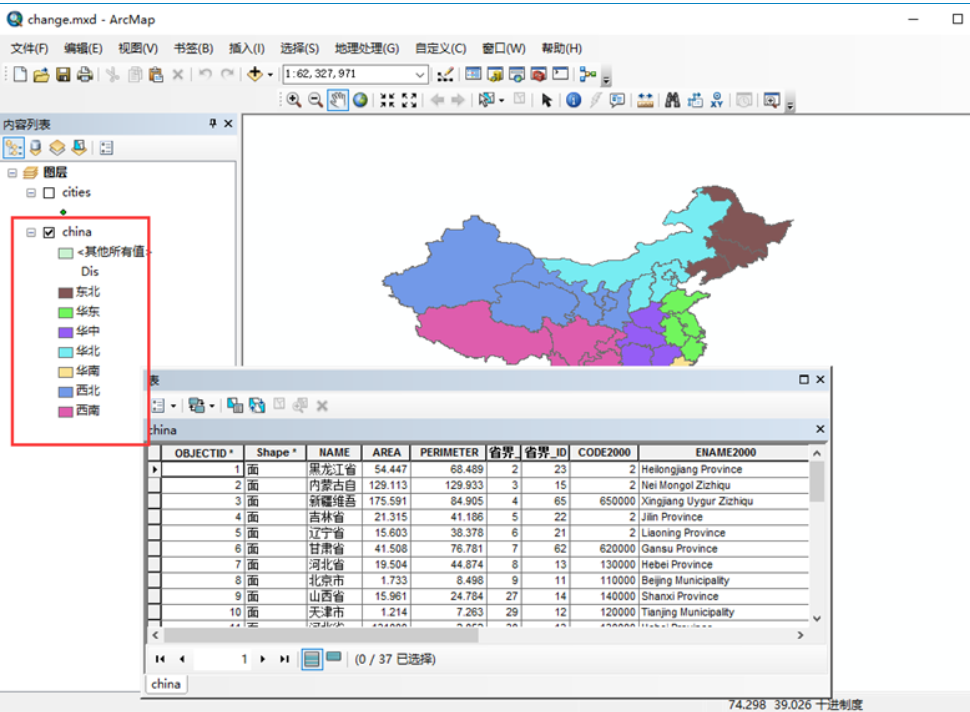 change.mxd - ArcMap
文件(F) 编辑(E) 视图(V) 书签(B) 插入(I) 选择(S) 地理处理(G) 自定义(C) 窗口(W) 帮助(H)
1:62,327,971
内容列表
图层
cities
china
<其他所有值>
Dis
东北
华东
华中
华北
华南
西北
西南
表
china
OBJECTID * Shape * NAME AREA PERIMETER 省界_ 省界_ID CODE2000 ENAME2000
1 面 黑龙江省 54.447 68.489 2 23 2 Heilongjiang Province
2 面 内蒙古自 129.113 129.933 3 15 2 Nei Mongol Zizhiqu
3 面 新疆维吾 175.591 84.905 4 65 650000 Xingjiang Uygur Zizhiqu
4 面 吉林省 21.315 41.186 5 22 2 Jilin Province
5 面 辽宁省 15.603 38.378 6 21 2 Liaoning Province
6 面 甘肃省 41.508 76.781 7 62 620000 Gansu Province
7 面 河北省 19.504 44.874 8 13 130000 Hebei Province
8 面 北京市 1.733 8.498 9 11 110000 Beijing Municipality
9 面 山西省 15.961 24.784 27 14 140000 Shanxi Province
10 面 天津市 1.214 7.263 29 12 120000 Tianjing Municipality
1 (0 / 37 已选择)
china
74.298 39.026 十进制度